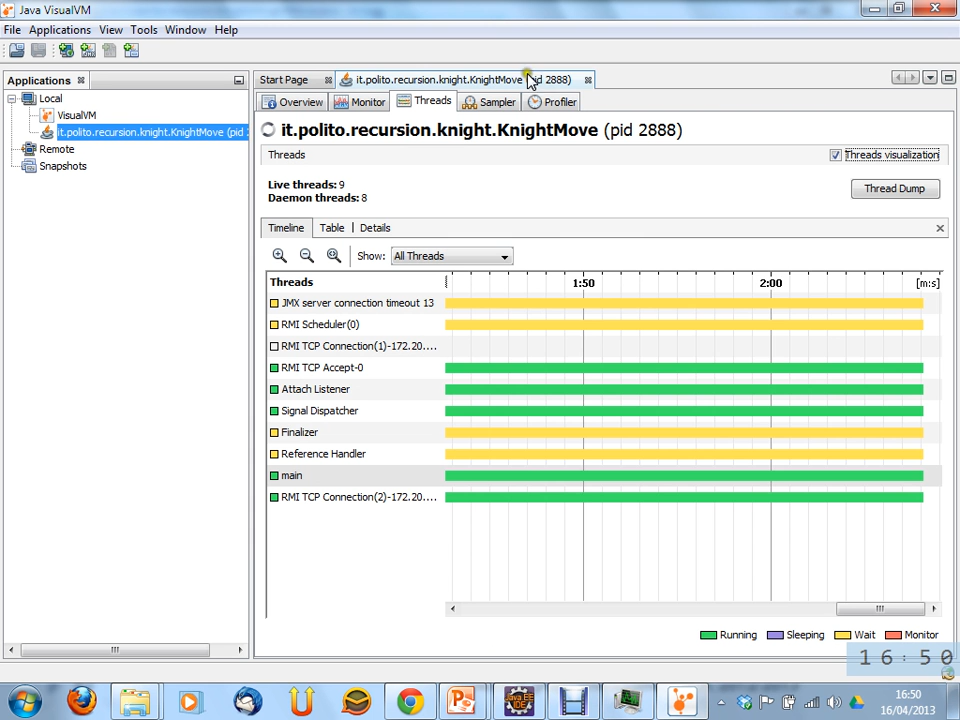 Java VisualVM
File Applications View Tools Window Help
Applications
Start Page
it.polito.recursion.knight.KnightMove (pid 2888)
Local
VisualVM
it.polito.recursion.knight.KnightMove (pid
Remote
Snapshots
Overview Monitor Threads Sampler Profiler
it.polito.recursion.knight.KnightMove (pid 2888)
Threads
Threads visualization
Live threads: 9
Daemon threads: 8
Thread Dump
Timeline Table Details
Show: All Threads
Threads 1:50 2:00 [m:s]
JMX server connection timeout 13
RMI Scheduler(0)
RMI TCP Connection(1)-172.20....
RMI TCP Accept-0
Attach Listener
Signal Dispatcher
Finalizer
Reference Handler
main
RMI TCP Connection(2)-172.20....
Running Sleeping Wait Monitor
16:50
Java EE
IDE
16:50
16/04/2013